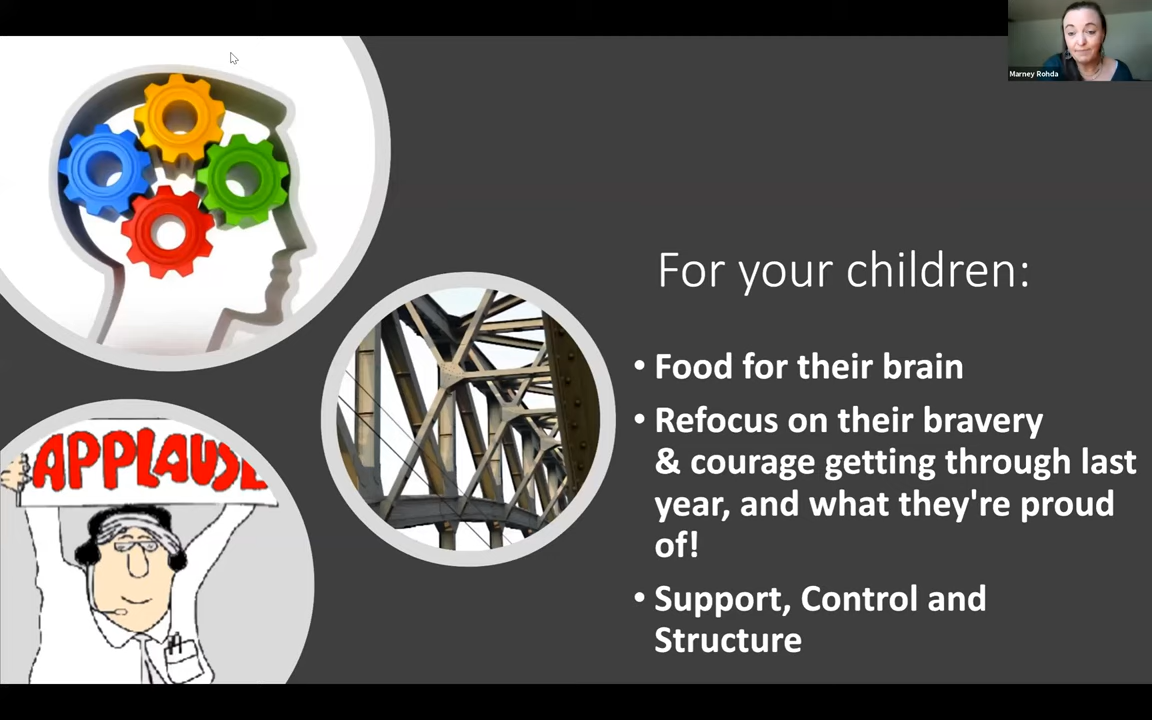 Marney Rohda
For your children:
• Food for their brain
• Refocus on their bravery
& courage getting through last
year, and what they're proud
of!
• Support, Control and
Structure
APPLAUSE